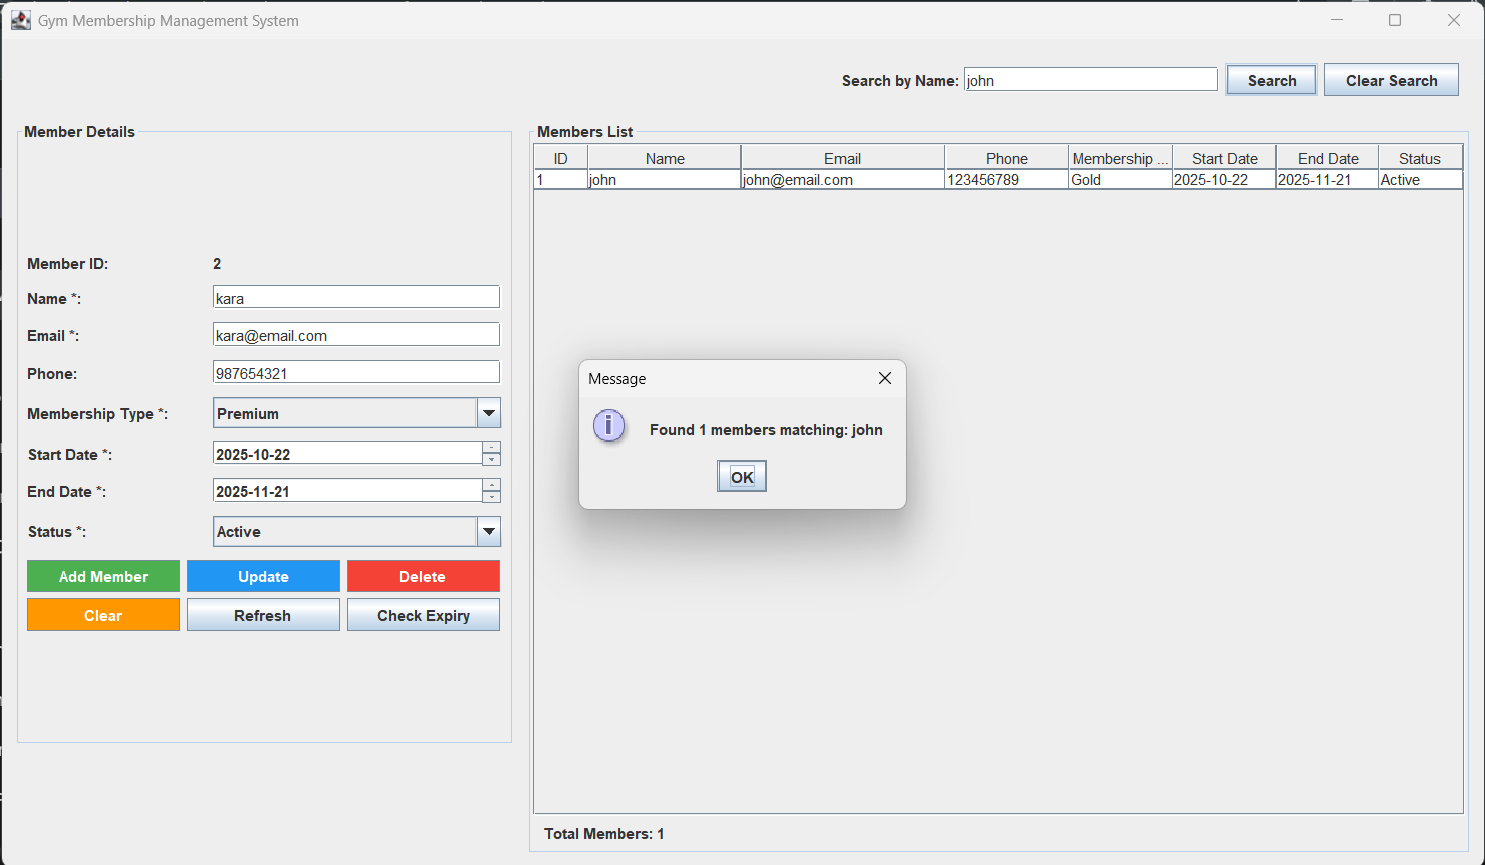 Gym Membership Management System
Search by Name: john Search Clear Search
Member Details
Member ID: 2
Name *: kara
Email *: kara@email.com
Phone: 987654321
Membership Type *: Premium
Start Date *: 2025-10-22
End Date *: 2025-11-21
Status *: Active
Add Member Update Delete
Clear Refresh Check Expiry
Members List
ID Name Email Phone Membership ... Start Date End Date Status
1 john john@email.com 123456789 Gold 2025-10-22 2025-11-21 Active
Message
Found 1 members matching: john
OK
Total Members: 1